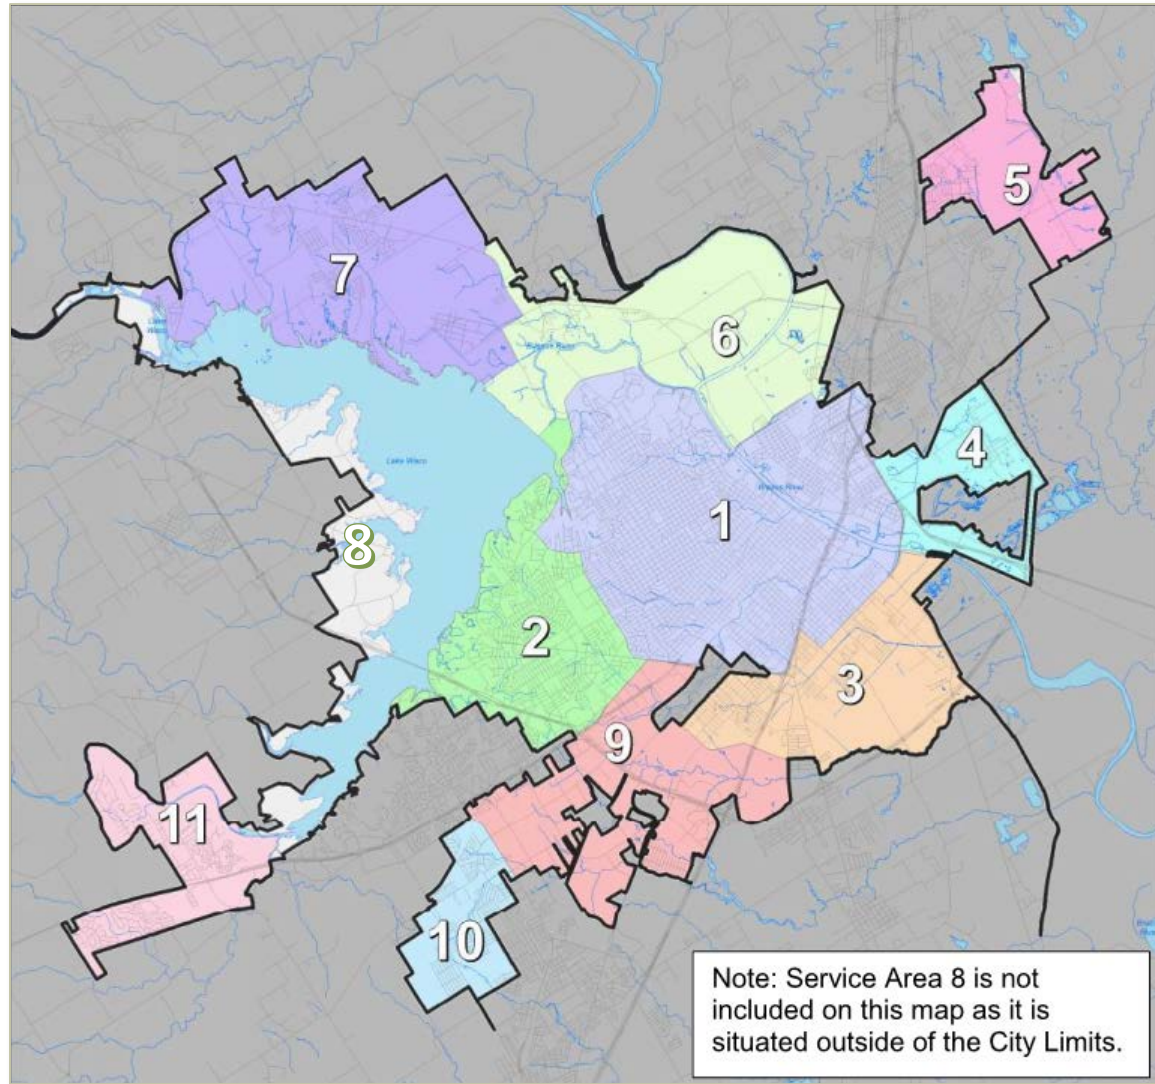 5
7
6
Lake Waco
4
1
8
2
3
9
11
10
Note: Service Area 8 is not
included on this map as it is
situated outside of the City Limits.